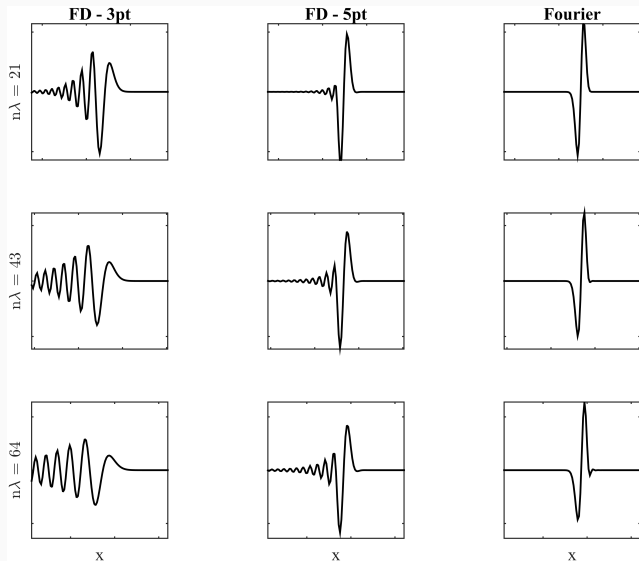 FD - 3pt
FD - 5pt
Fourier
nλ = 21
nλ = 43
nλ = 64
x
x